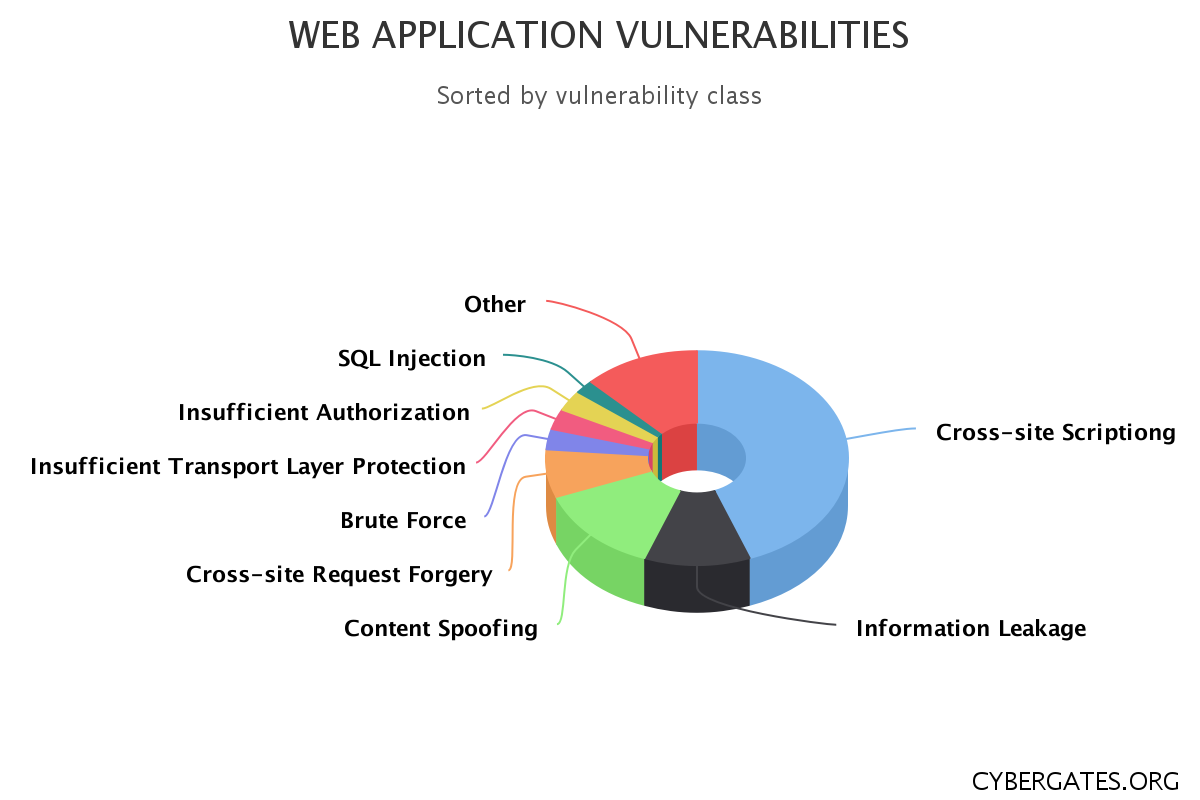 WEB APPLICATION VULNERABILITIES
Sorted by vulnerability class
Other
SQL Injection
Insufficient Authorization
Cross-site Scriptiong
Insufficient Transport Layer Protection
Brute Force
Cross-site Request Forgery
Content Spoofing
Information Leakage
CYBERGATES.ORG